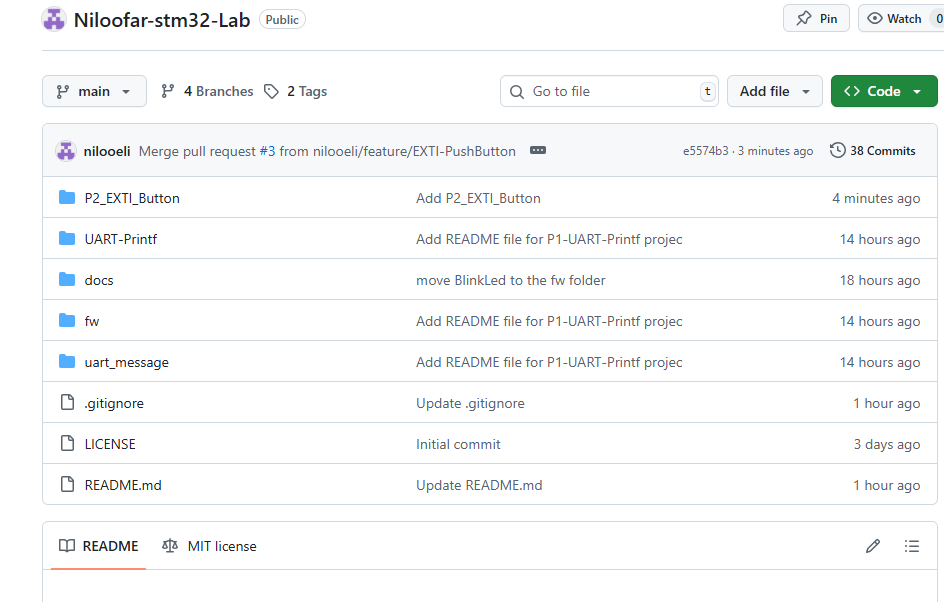 Niloofar-stm32-Lab Public Pin Watch 0
main 4 Branches 2 Tags Go to file t Add file Code
nilooeli Merge pull request #3 from nilooeli/feature/EXTI-PushButton e5574b3 · 3 minutes ago 38 Commits
P2_EXTI_Button Add P2_EXTI_Button 4 minutes ago
UART-Printf Add README file for P1-UART-Printf projec 14 hours ago
docs move BlinkLed to the fw folder 18 hours ago
fw Add README file for P1-UART-Printf projec 14 hours ago
uart_message Add README file for P1-UART-Printf projec 14 hours ago
.gitignore Update .gitignore 1 hour ago
LICENSE Initial commit 3 days ago
README.md Update README.md 1 hour ago
README MIT license